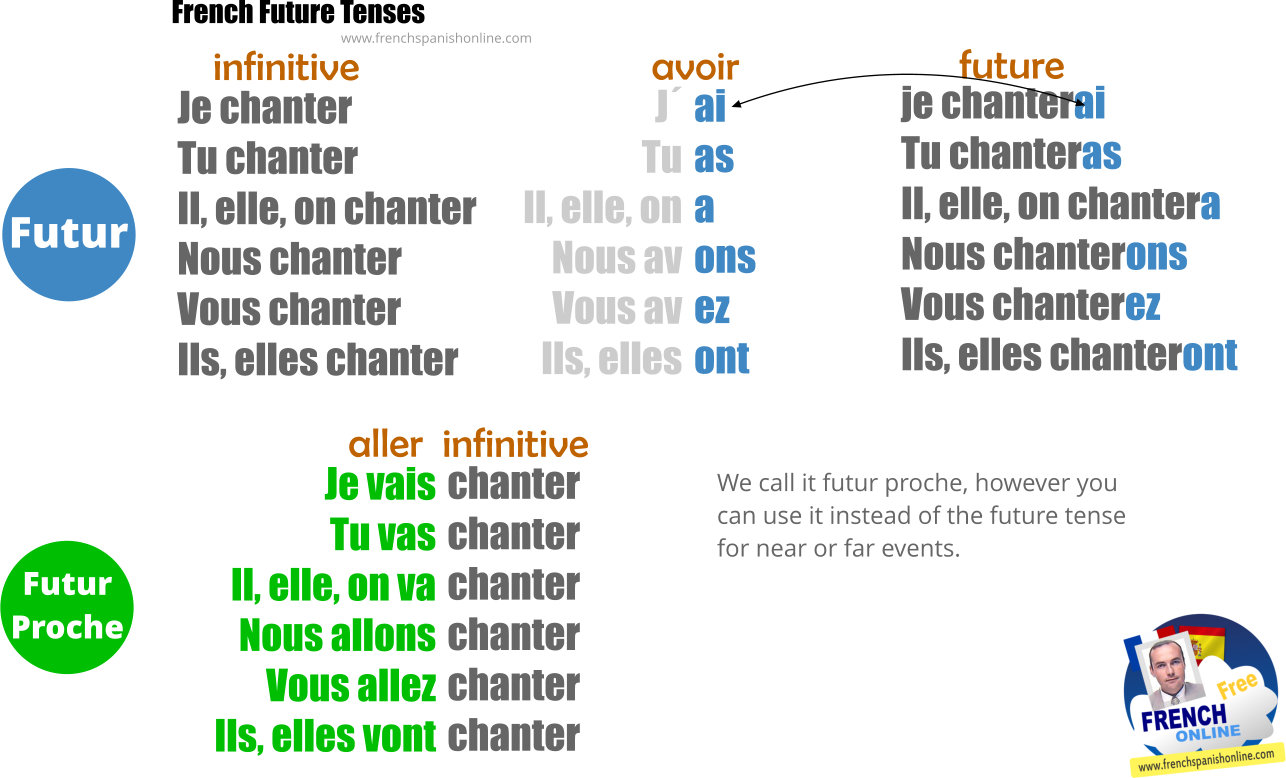 French Future Tenses
www.frenchspanishonline.com
infinitive avoir future
Je chanter J´ ai je chanterai
Tu chanter Tu as Tu chanteras
Il, elle, on chanter Il, elle, on a Il, elle, on chantera
Futur
Nous chanter Nous av ons Nous chanterons
Vous chanter Vous av ez Vous chanterez
Ils, elles chanter Ils, elles ont Ils, elles chanteront
aller infinitive
Je vais chanter
Tu vas chanter
Il, elle, on va chanter
Nous allons chanter
Vous allez chanter
Ils, elles vont chanter
Futur
Proche
We call it futur proche, however you
can use it instead of the future tense
for near or far events.
Free
FRENCH
ONLINE
www.frenchspanishonline.com